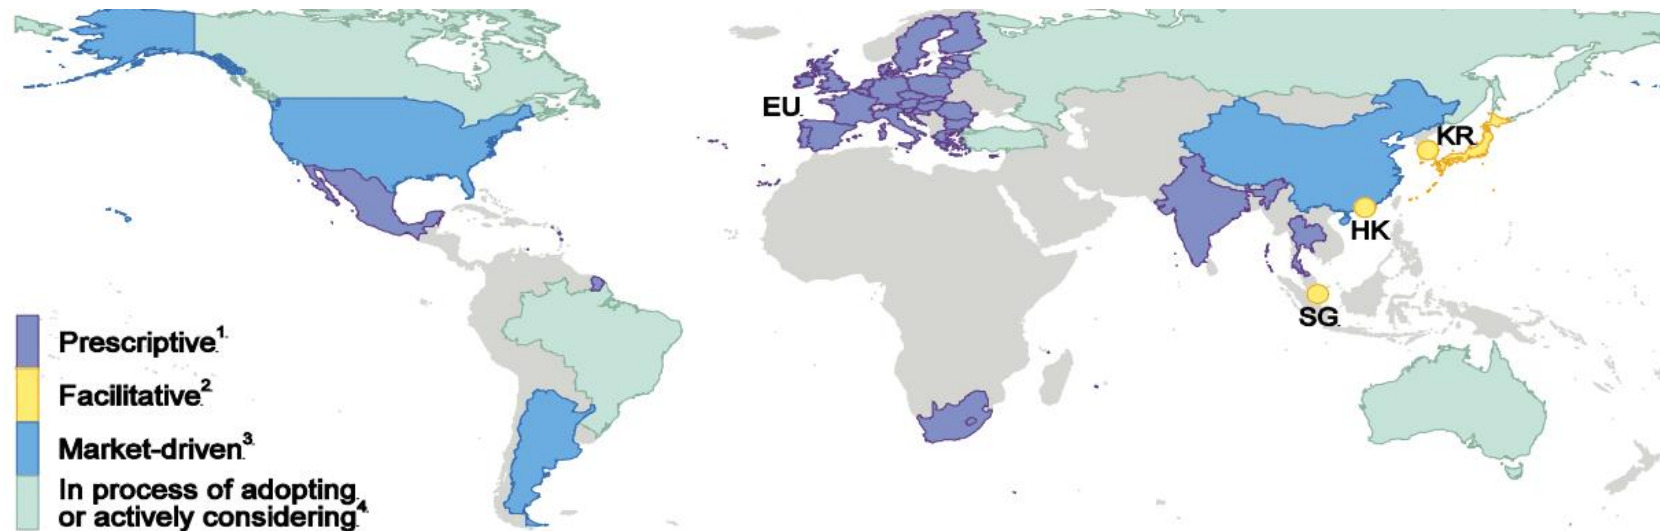 EU
KR
HK
SG
Prescriptive¹
Facilitative²
Market-driven³
In process of adopting
or actively considering⁴